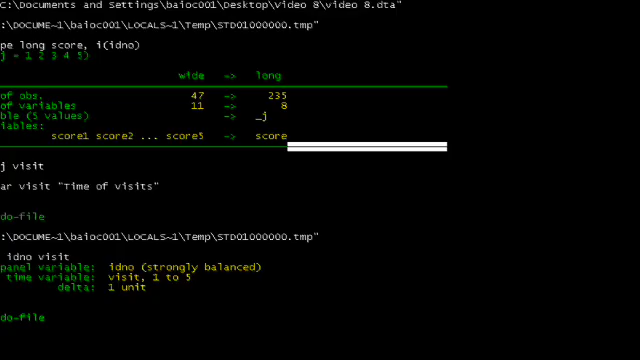 C:\Documents and Settings\baioc001\Desktop\Video 8\video 8.dta"
:\DOCUME~1\baioc001\LOCALS~1\Temp\STD01000000.tmp"
pe long score, i(idno)
j = 1 2 3 4 5)
wide -> long
of obs. 47 -> 235
of variables 11 -> 8
ble (5 values) -> _j
iables:
score1 score2 ... score5 -> score
j visit
ar visit "Time of visits"
do-file
:\DOCUME~1\baioc001\LOCALS~1\Temp\STD01000000.tmp"
idno visit
panel variable: idno (strongly balanced)
time variable: visit, 1 to 5
delta: 1 unit
do-file